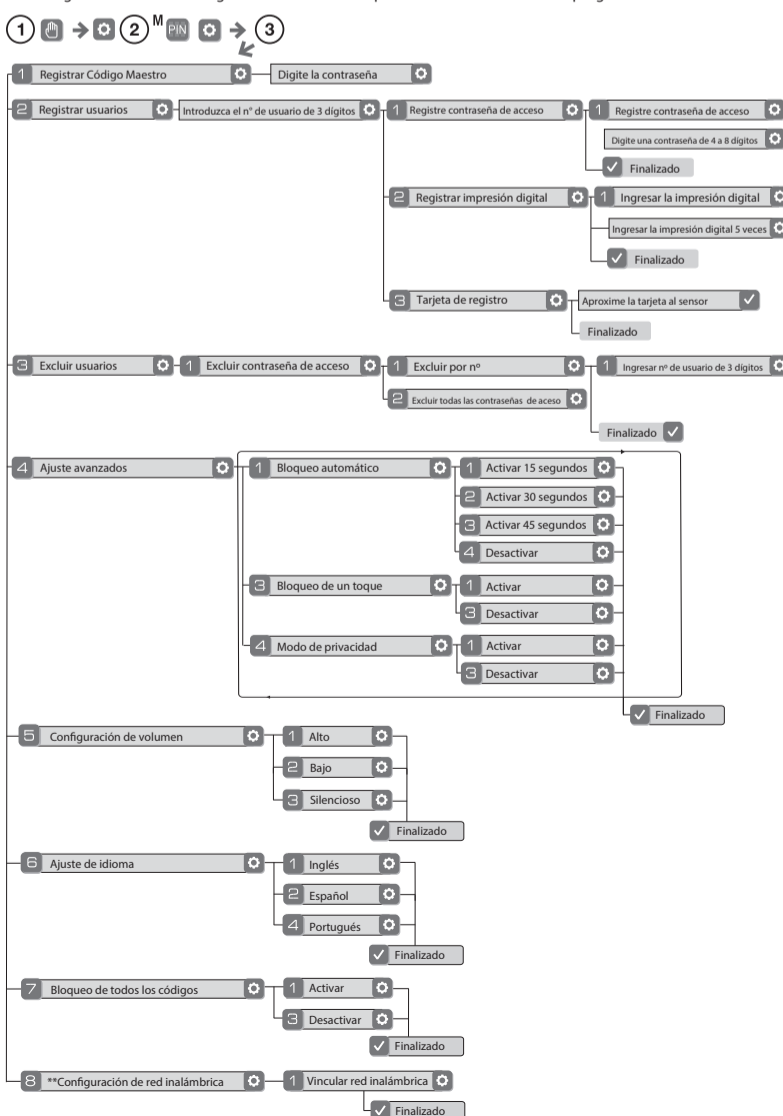 1 2 M PIN 3
1 Registrar Código Maestro Digite la contraseña
2 Registrar usuarios Introduzca el n° de usuario de 3 dígitos 1 Registre contraseña de acceso 1 Registre contraseña de acceso
Digite una contraseña de 4 a 8 dígitos
Finalizado
2 Registrar impresión digital 1 Ingresar la impresión digital
Ingresar la impresión digital 5 veces
Finalizado
3 Tarjeta de registro Aproxime la tarjeta al sensor
Finalizado
3 Excluir usuarios 1 Excluir contraseña de acceso 1 Excluir por nº 1 Ingresar nº de usuario de 3 dígitos
2 Excluir todas las contraseñas de aceso
Finalizado
4 Ajuste avanzados 1 Bloqueo automático 1 Activar 15 segundos
2 Activar 30 segundos
3 Activar 45 segundos
4 Desactivar
3 Bloqueo de un toque 1 Activar
3 Desactivar
4 Modo de privacidad 1 Activar
3 Desactivar
Finalizado
5 Configuración de volumen 1 Alto
2 Bajo
3 Silencioso
Finalizado
6 Ajuste de idioma 1 Inglés
2 Español
4 Portugués
Finalizado
7 Bloqueo de todos los códigos 1 Activar
3 Desactivar
Finalizado
8 **Configuración de red inalámbrica 1 Vincular red inalámbrica
Finalizado